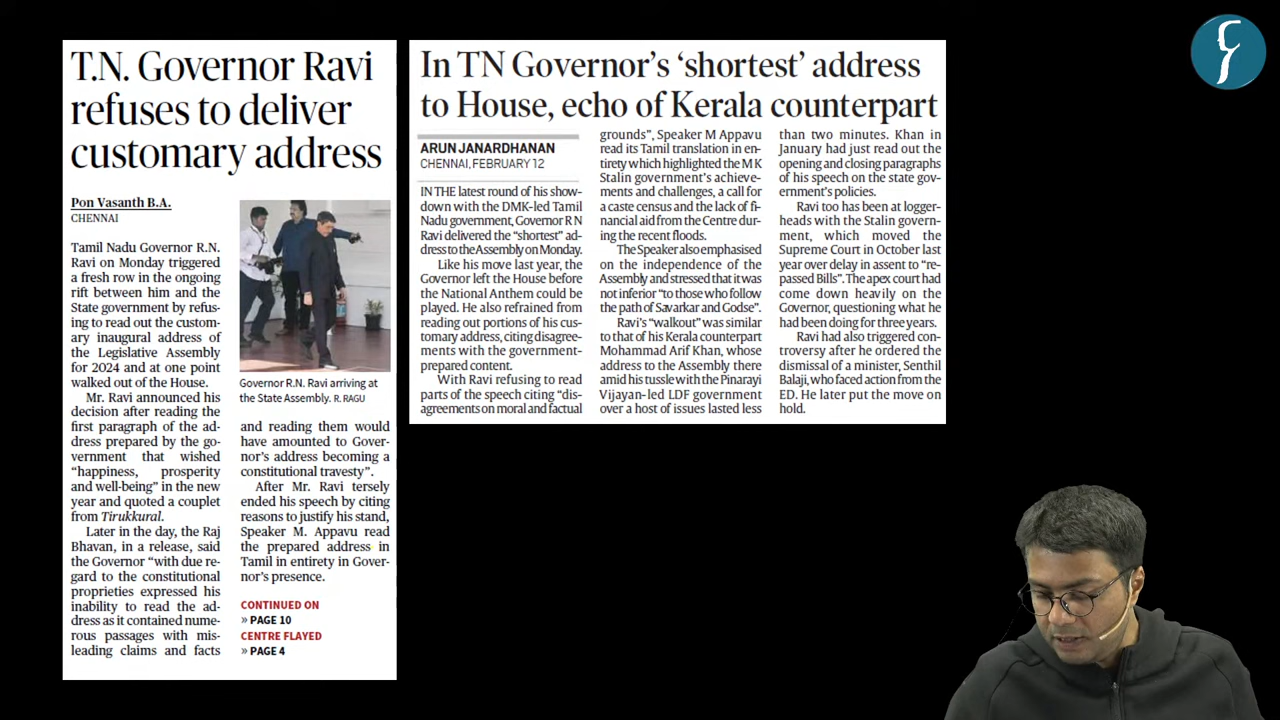 T.N. Governor Ravi
refuses to deliver
customary address
Pon Vasanth B.A.
CHENNAI
Tamil Nadu Governor R.N.
Ravi on Monday triggered
a fresh row in the ongoing
rift between him and the
State government by refus-
ing to read out the custom-
ary inaugural address of
the Legislative Assembly
for 2024 and at one point
walked out of the House.
Mr. Ravi announced his
decision after reading the
first paragraph of the ad-
dress prepared by the go-
vernment that wished
“happiness, prosperity
and well-being” in the new
year and quoted a couplet
from Tirukkural.
Later in the day, the Raj
Bhavan, in a release, said
the Governor “with due re-
gard to the constitutional
proprieties expressed his
inability to read the ad-
dress as it contained nume-
rous passages with mis-
leading claims and facts
Governor R.N. Ravi arriving at
the State Assembly. R. RAGU
and reading them would
have amounted to Gover-
nor’s address becoming a
constitutional travesty”.
After Mr. Ravi tersely
ended his speech by citing
reasons to justify his stand,
Speaker M. Appavu read
the prepared address in
Tamil in entirety in Gover-
nor’s presence.
CONTINUED ON
» PAGE 10
CENTRE FLAYED
» PAGE 4
In TN Governor’s ‘shortest’ address
to House, echo of Kerala counterpart
ARUN JANARDHANAN
CHENNAI, FEBRUARY 12
IN THE latest round of his show-
down with the DMK-led Tamil
Nadu government, Governor R N
Ravi delivered the “shortest” ad-
dress to the Assembly on Monday.
Like his move last year, the
Governor left the House before
the National Anthem could be
played. He also refrained from
reading out portions of his cus-
tomary address, citing disagree-
ments with the government-
prepared content.
With Ravi refusing to read
parts of the speech citing “dis-
agreements on moral and factual
grounds”, Speaker M Appavu
read its Tamil translation in en-
tirety which highlighted the M K
Stalin government’s achieve-
ments and challenges, a call for
a caste census and the lack of fi-
nancial aid from the Centre dur-
ing the recent floods.
The Speaker also emphasised
on the independence of the
Assembly and stressed that it was
not inferior “to those who follow
the path of Savarkar and Godse”.
Ravi’s “walkout” was similar
to that of his Kerala counterpart
Mohammad Arif Khan, whose
address to the Assembly there
amid his tussle with the Pinarayi
Vijayan-led LDF government
over a host of issues lasted less
than two minutes. Khan in
January had just read out the
opening and closing paragraphs
of his speech on the state gov-
ernment’s policies.
Ravi too has been at logger-
heads with the Stalin govern-
ment, which moved the
Supreme Court in October last
year over delay in assent to “re-
passed Bills”. The apex court had
come down heavily on the
Governor, questioning what he
had been doing for three years.
Ravi had also triggered con-
troversy after he ordered the
dismissal of a minister, Senthil
Balaji, who faced action from the
ED. He later put the move on
hold.